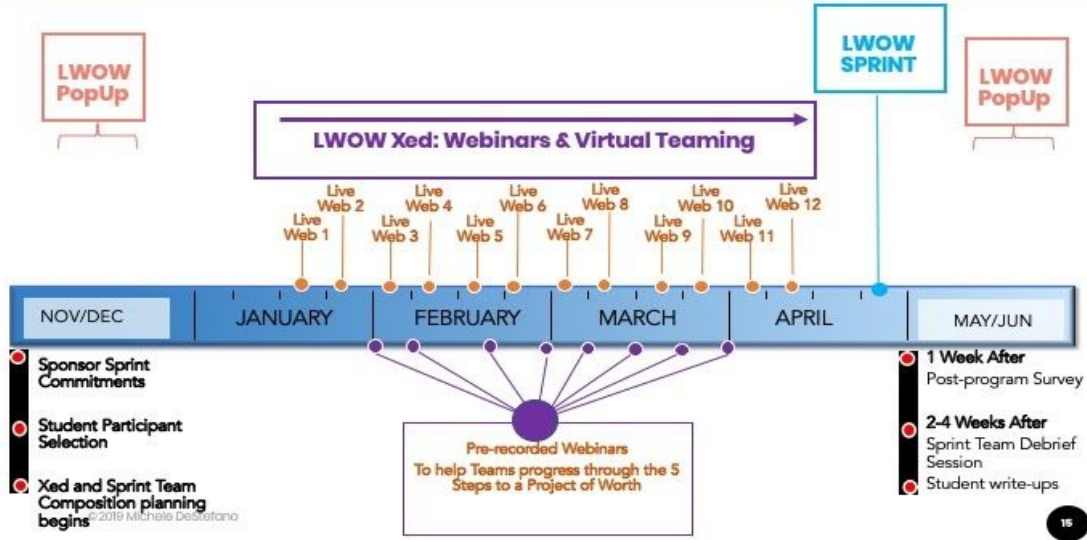 LWOW
PopUp
LWOW
SPRINT
LWOW
PopUp
LWOW Xed: Webinars & Virtual Teaming
Live
Web 1
Live
Web 2
Live
Web 3
Live
Web 4
Live
Web 5
Live
Web 6
Live
Web 7
Live
Web 8
Live
Web 9
Live
Web 10
Live
Web 11
Live
Web 12
NOV/DEC
JANUARY
FEBRUARY
MARCH
APRIL
MAY/JUN
Sponsor Sprint
Commitments
Student Participant
Selection
Xed and Sprint Team
Composition planning
begins
©2019 Michele DeStefano
Pre-recorded Webinars
To help Teams progress through the 5
Steps to a Project of Worth
1 Week After
Post-program Survey
2-4 Weeks After
Sprint Team Debrief
Session
Student write-ups
15